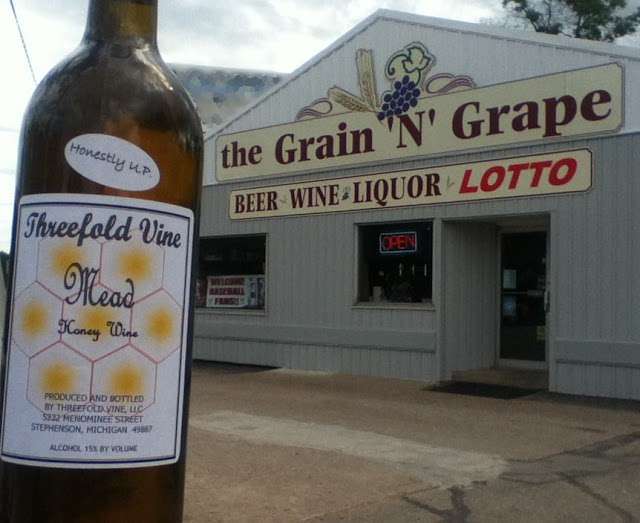 Honestly U.P.
Threefold Vine
Mead
Honey Wine
PRODUCED AND BOTTLED
BY THREEFOLD VINE, LLC
S232 MENOMINEE STREET
STEPHENSON, MICHIGAN 49887
ALCOHOL 15% BY VOLUME
the Grain 'N' Grape
BEER WINE LIQUOR LOTTO
OPEN
WELCOME
BASEBALL
FANS!!